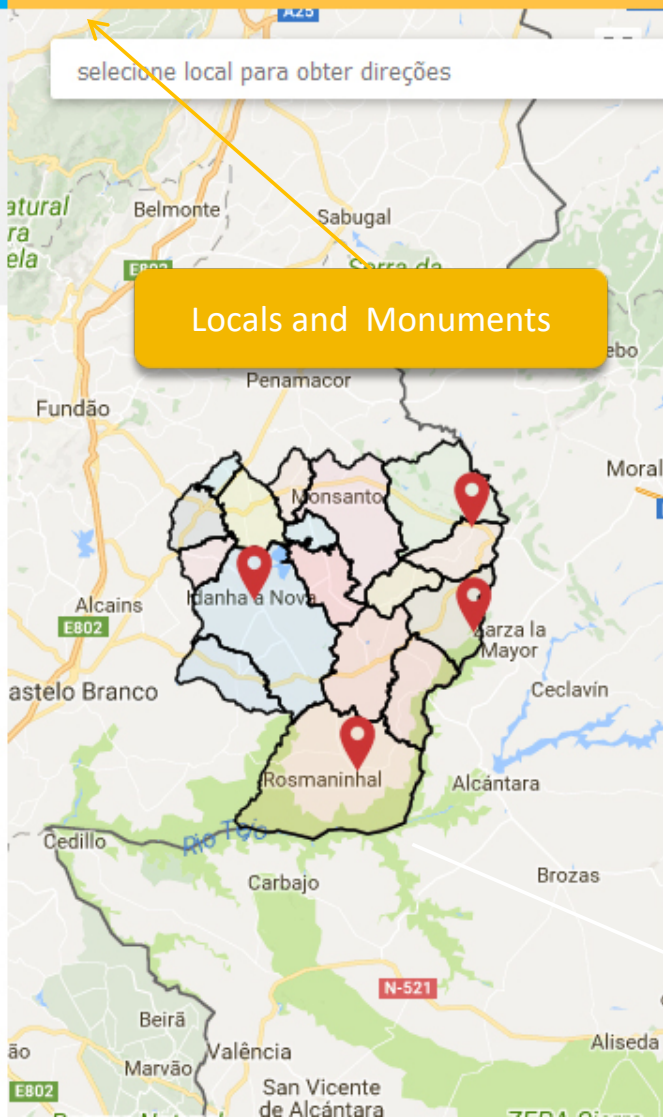 A25
selecione local para obter direções
atural
ra
ela
Belmonte
Sabugal
Serra da
E802
Locals and Monuments
ebo
Penamacor
Fundão
Moral
Monsanto
Idanha a Nova
Alcains
E802
Zarza la
Mayor
astelo Branco
Ceclavín
Rosmaninhal
Alcántara
Rio Tejo
Cedillo
Carbajo
Brozas
N-521
Beirã
Aliseda
ão
Valência
Marvão
E802
San Vicente
de Alcántara